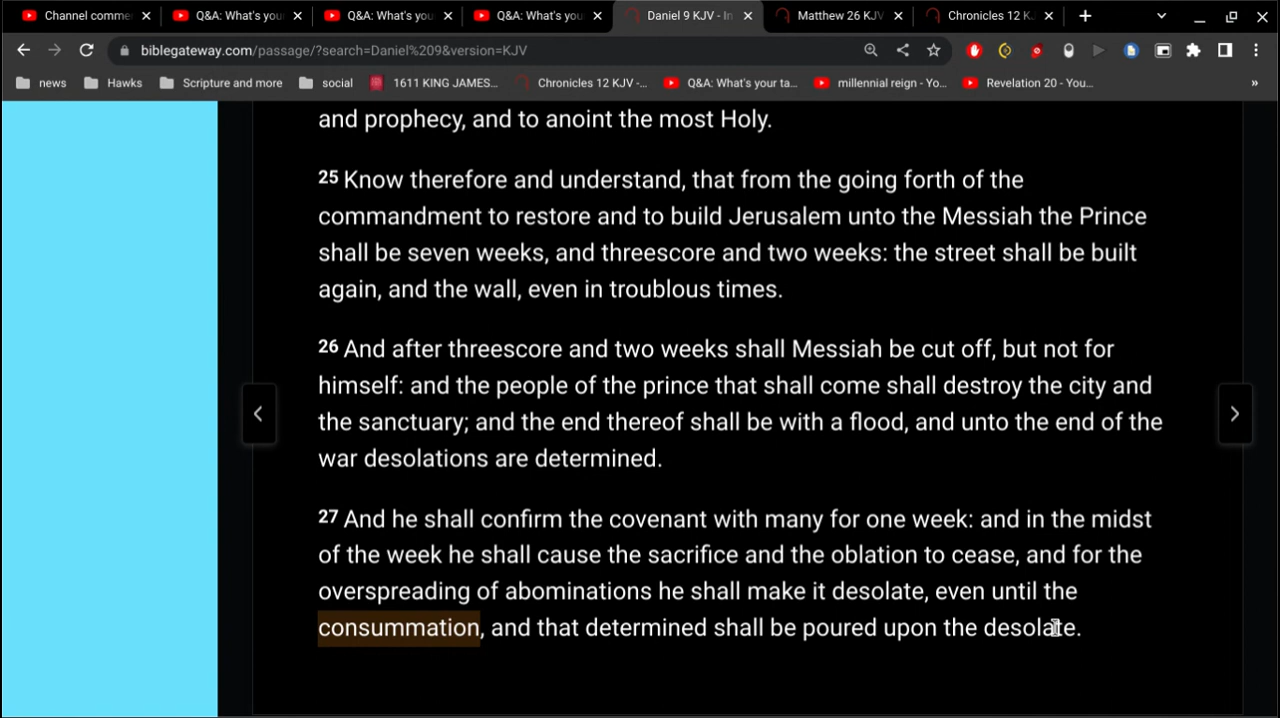 Channel comme
Q&A: What's your
Q&A: What's you
Q&A: What's you
Daniel 9 KJV - In
Matthew 26 KJV
Chronicles 12 K
biblegateway.com/passage/?search=Daniel%209&version=KJV
news
Hawks
Scripture and more
social
1611 KING JAMES...
Chronicles 12 KJV -...
Q&A: What's your ta...
millennial reign - Yo...
Revelation 20 - You...
»
and prophecy, and to anoint the most Holy.
25 Know therefore and understand, that from the going forth of the
commandment to restore and to build Jerusalem unto the Messiah the Prince
shall be seven weeks, and threescore and two weeks: the street shall be built
again, and the wall, even in troublous times.
26 And after threescore and two weeks shall Messiah be cut off, but not for
himself: and the people of the prince that shall come shall destroy the city and
the sanctuary; and the end thereof shall be with a flood, and unto the end of the
war desolations are determined.
27 And he shall confirm the covenant with many for one week: and in the midst
of the week he shall cause the sacrifice and the oblation to cease, and for the
overspreading of abominations he shall make it desolate, even until the
consummation, and that determined shall be poured upon the desolate.